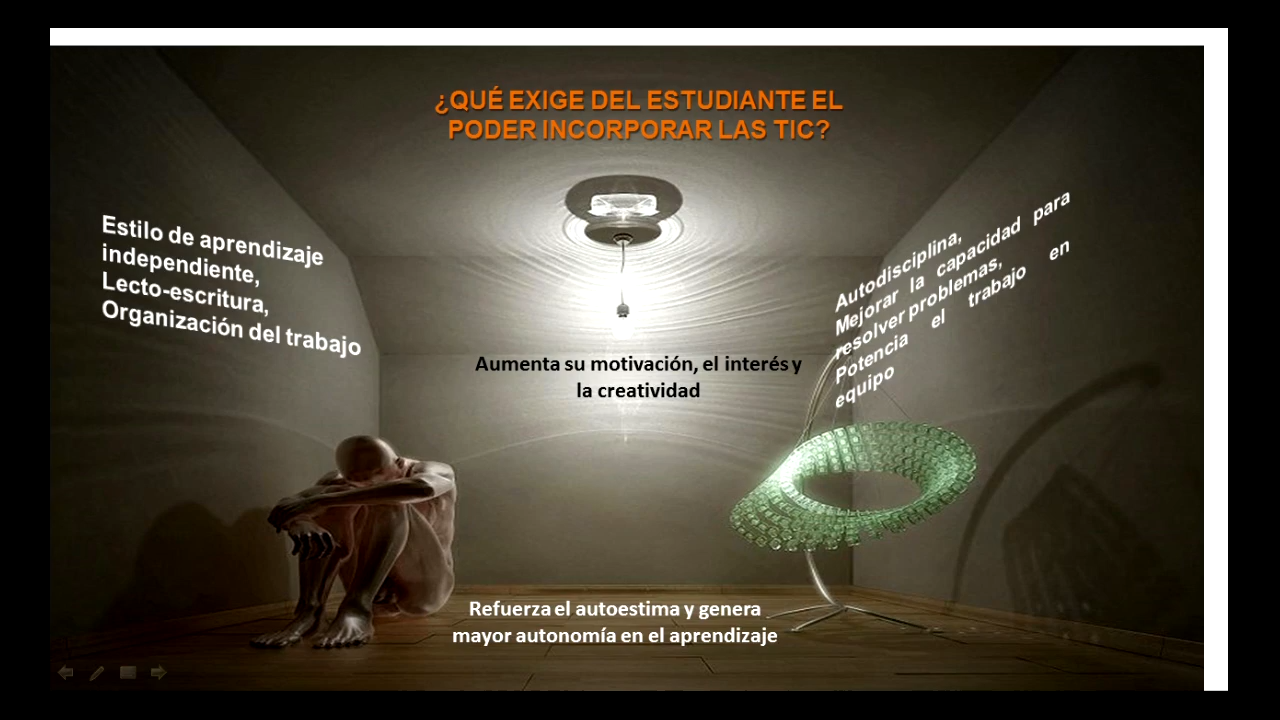 ¿QUÉ EXIGE DEL ESTUDIANTE EL
PODER INCORPORAR LAS TIC?
Estilo de aprendizaje
independiente,
Lecto-escritura,
Organización del trabajo
Autodisciplina,
Mejorar la capacidad para
resolver problemas,
Potencia el trabajo en
equipo
Aumenta su motivación, el interés y
la creatividad
Refuerza el autoestima y genera
mayor autonomía en el aprendizaje